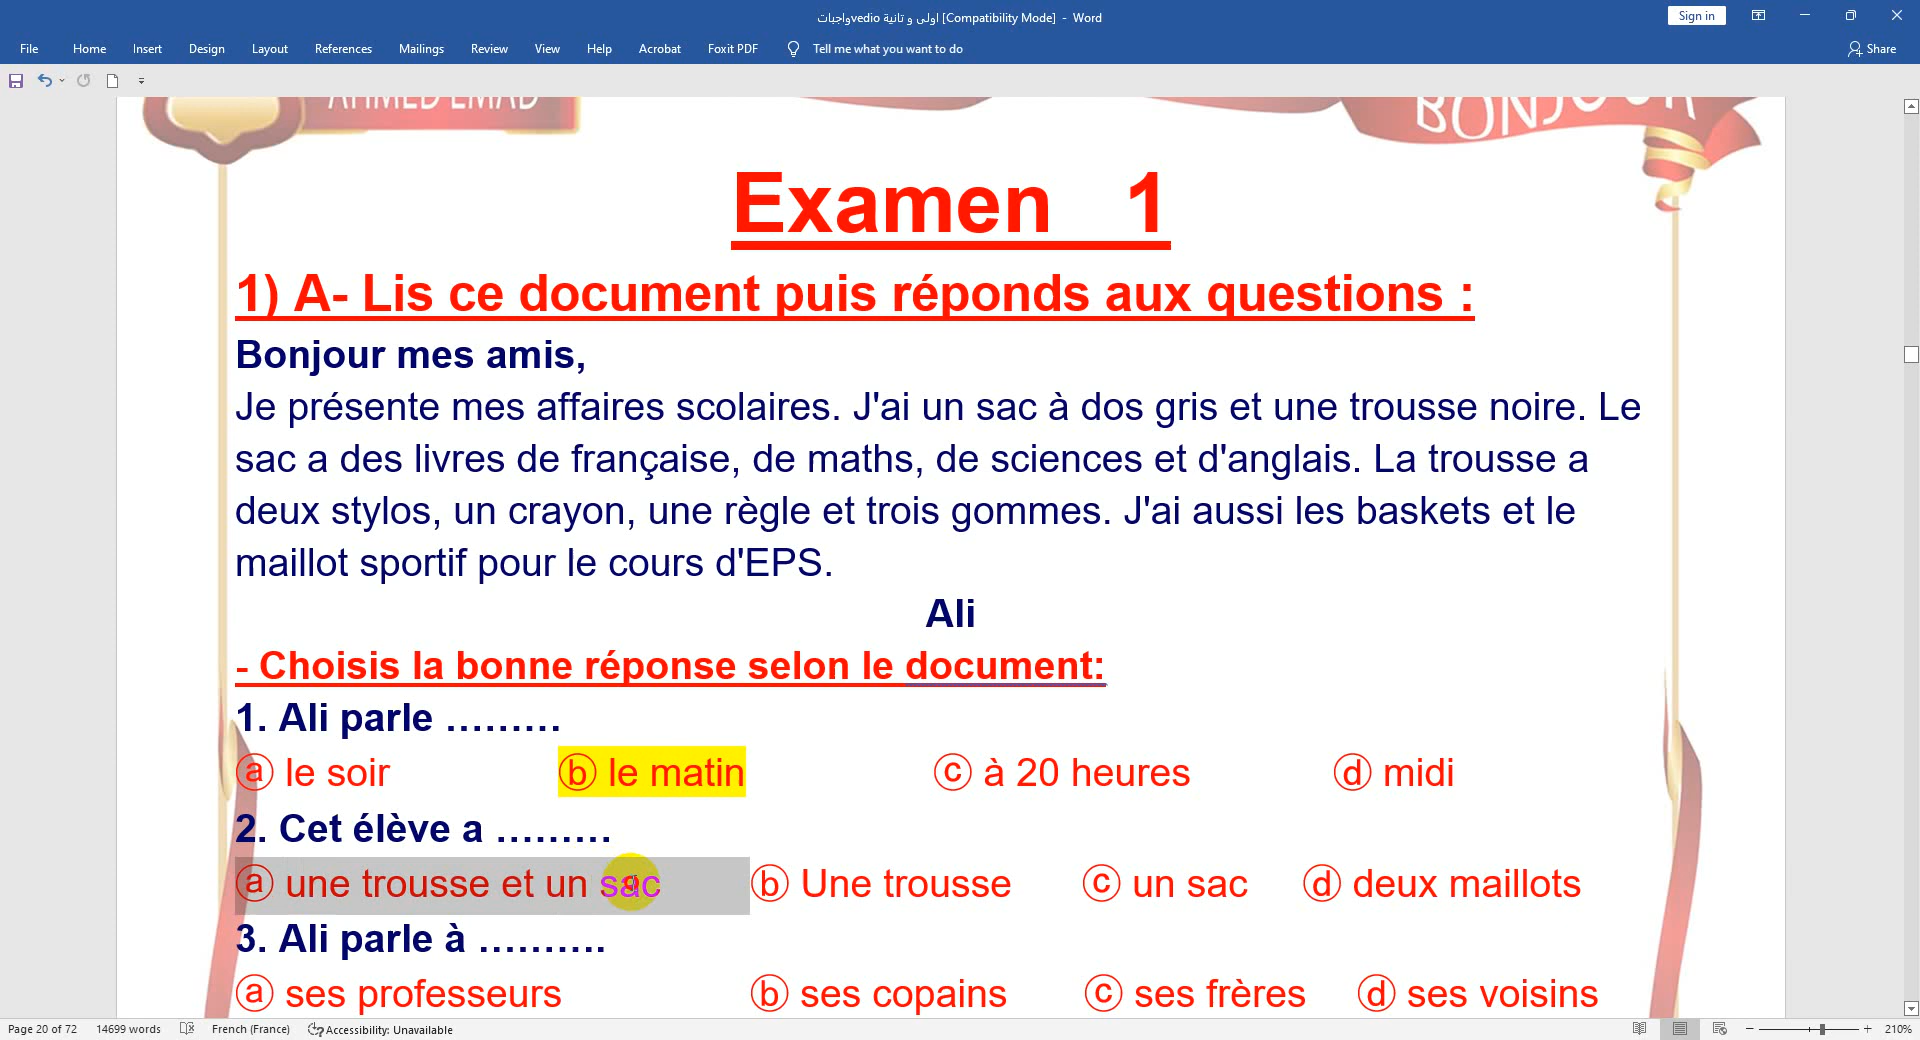 واجباتvedio اولى و تانية [Compatibility Mode] - Word
Sign in
File Home Insert Design Layout References Mailings Review View Help Acrobat Foxit PDF Tell me what you want to do Share
AHMED EMAD
BONJOUR
Examen 1
1) A- Lis ce document puis réponds aux questions :
Bonjour mes amis,
Je présente mes affaires scolaires. J'ai un sac à dos gris et une trousse noire. Le
sac a des livres de française, de maths, de sciences et d'anglais. La trousse a
deux stylos, un crayon, une règle et trois gommes. J'ai aussi les baskets et le
maillot sportif pour le cours d'EPS.
Ali
- Choisis la bonne réponse selon le document:
1. Ali parle ………
ⓐ le soir ⓑ le matin ⓒ à 20 heures ⓓ midi
2. Cet élève a ………
ⓐ une trousse et un sac ⓑ Une trousse ⓒ un sac ⓓ deux maillots
3. Ali parle à ……….
ⓐ ses professeurs ⓑ ses copains ⓒ ses frères ⓓ ses voisins
Page 20 of 72 14699 words French (France) Accessibility: Unavailable 210%